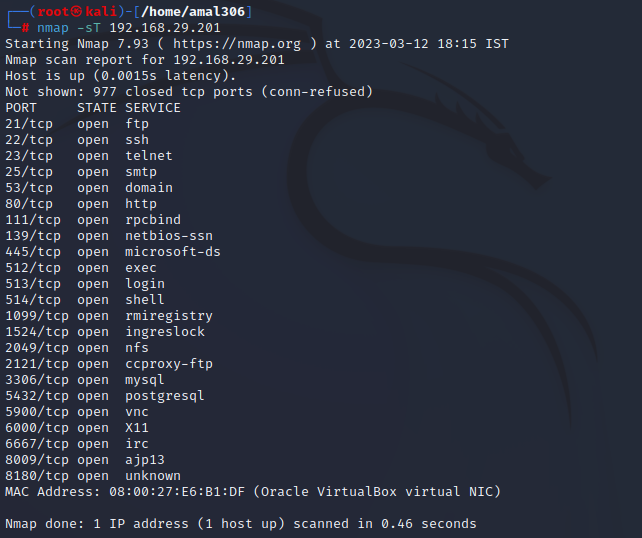 ┌──(root㉿kali)-[/home/amal306]
└─# nmap -sT 192.168.29.201
Starting Nmap 7.93 ( https://nmap.org ) at 2023-03-12 18:15 IST
Nmap scan report for 192.168.29.201
Host is up (0.0015s latency).
Not shown: 977 closed tcp ports (conn-refused)
PORT     STATE SERVICE
21/tcp   open  ftp
22/tcp   open  ssh
23/tcp   open  telnet
25/tcp   open  smtp
53/tcp   open  domain
80/tcp   open  http
111/tcp  open  rpcbind
139/tcp  open  netbios-ssn
445/tcp  open  microsoft-ds
512/tcp  open  exec
513/tcp  open  login
514/tcp  open  shell
1099/tcp open  rmiregistry
1524/tcp open  ingreslock
2049/tcp open  nfs
2121/tcp open  ccproxy-ftp
3306/tcp open  mysql
5432/tcp open  postgresql
5900/tcp open  vnc
6000/tcp open  X11
6667/tcp open  irc
8009/tcp open  ajp13
8180/tcp open  unknown
MAC Address: 08:00:27:E6:B1:DF (Oracle VirtualBox virtual NIC)
Nmap done: 1 IP address (1 host up) scanned in 0.46 seconds